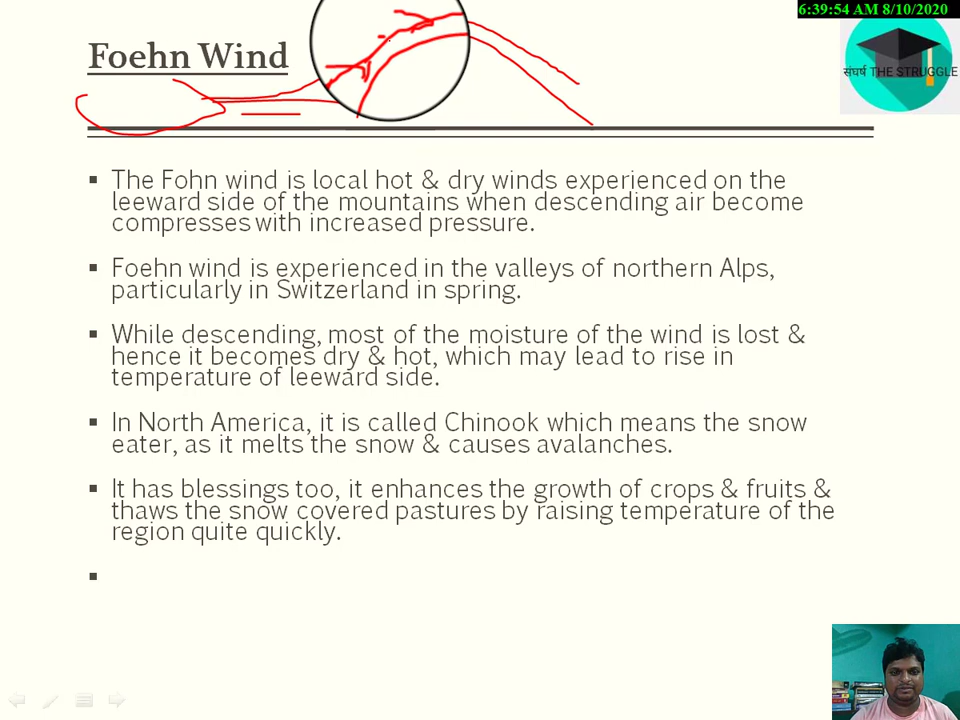 6:39:54 AM 8/10/2020
Foehn Wind
संघर्ष THE STRUGGLE
▪ The Fohn wind is local hot & dry winds experienced on the
leeward side of the mountains when descending air become
compresses with increased pressure.
▪ Foehn wind is experienced in the valleys of northern Alps,
particularly in Switzerland in spring.
▪ While descending, most of the moisture of the wind is lost &
hence it becomes dry & hot, which may lead to rise in
temperature of leeward side.
▪ In North America, it is called Chinook which means the snow
eater, as it melts the snow & causes avalanches.
▪ It has blessings too, it enhances the growth of crops & fruits &
thaws the snow covered pastures by raising temperature of the
region quite quickly.
▪